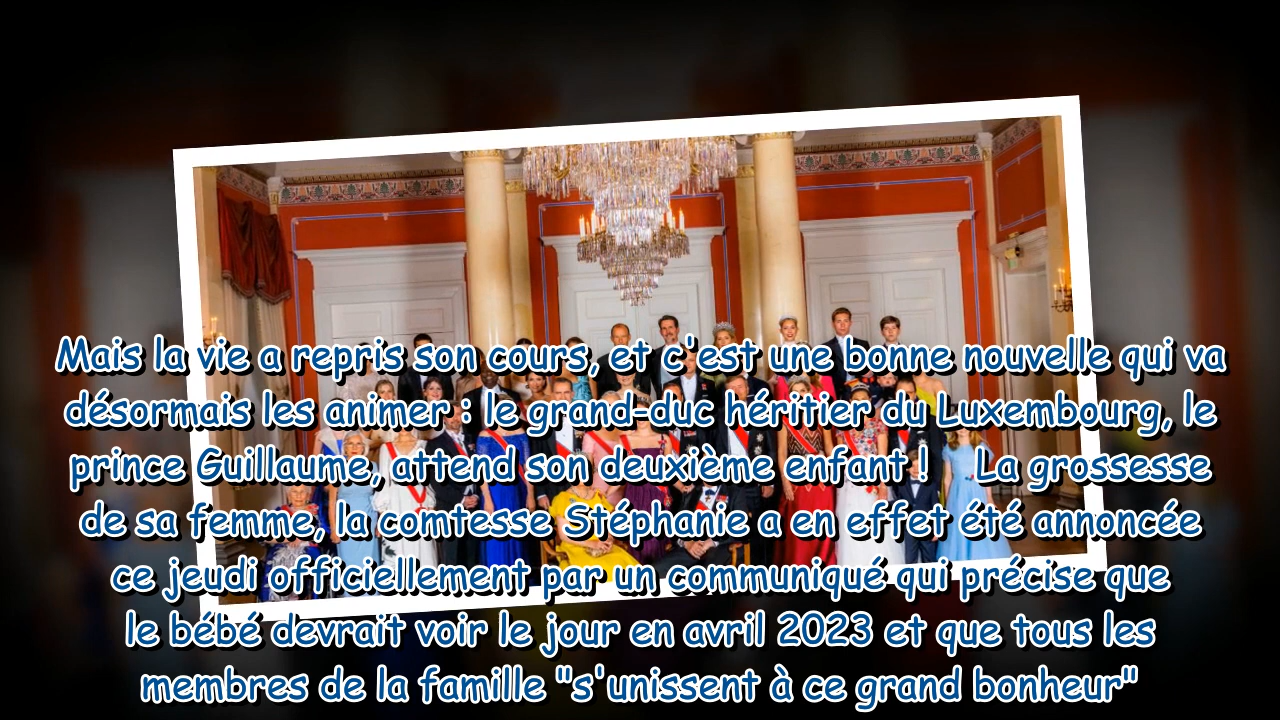 Mais la vie a repris son cours, et c'est une bonne nouvelle qui va
désormais les animer : le grand-duc héritier du Luxembourg, le
prince Guillaume, attend son deuxième enfant ! La grossesse
de sa femme, la comtesse Stéphanie a en effet été annoncée
ce jeudi officiellement par un communiqué qui précise que
le bébé devrait voir le jour en avril 2023 et que tous les
membres de la famille "s'unissent à ce grand bonheur"